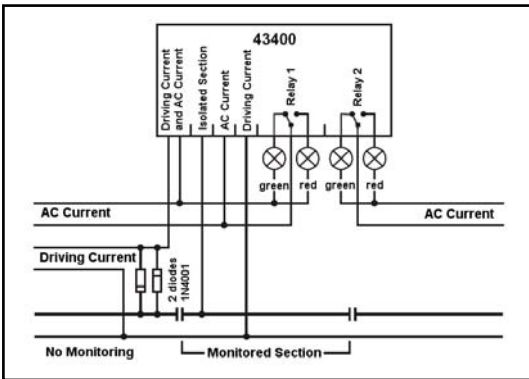 43400
Driving Current
and AC Current
Isolated Section
AC Current
Driving Current
Relay 1
Relay 2
green
red
green
red
AC Current
AC Current
Driving Current
2 diodes
1N4001
No Monitoring
Monitored Section